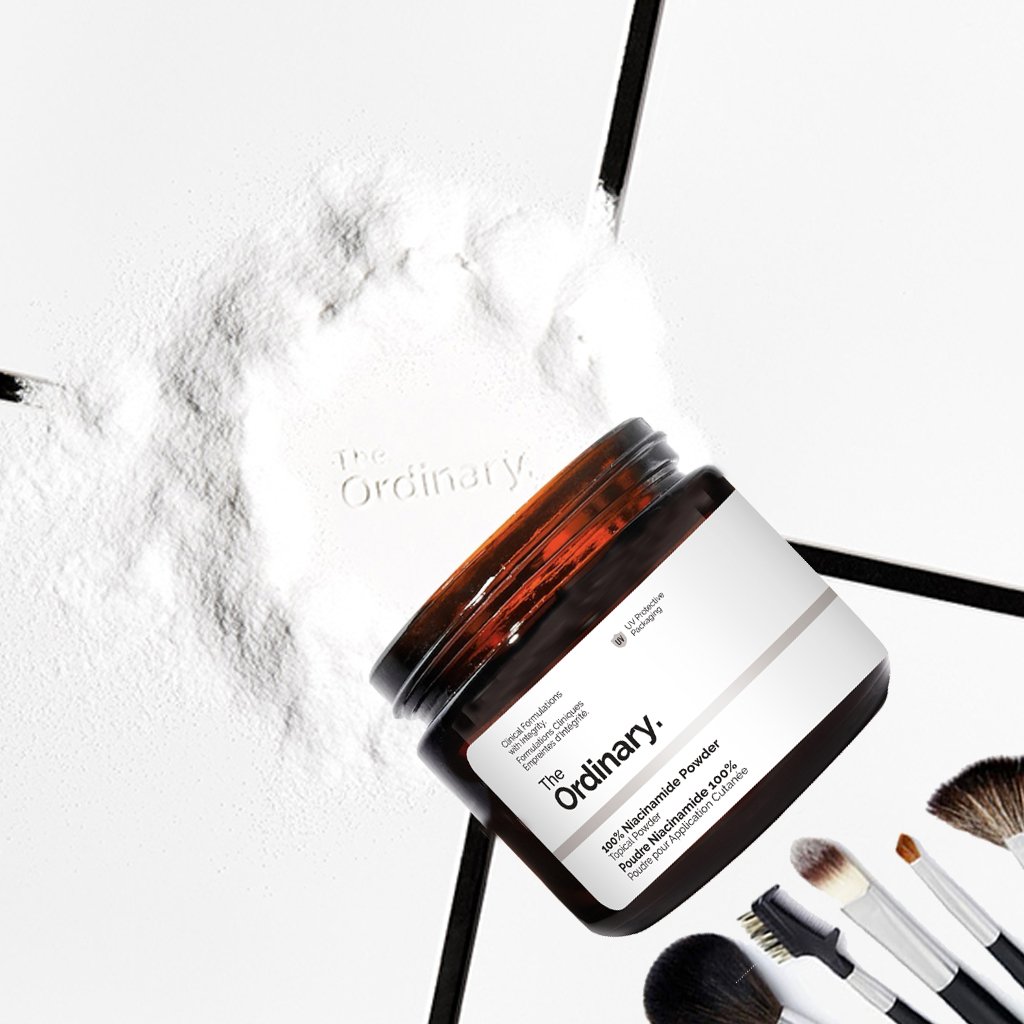 The
Ordinary.
UV
UV Protective
Packaging
Clinical Formulations
with Integrity.
Formulations Cliniques
Empreintes d'Intégrité.
The
Ordinary.
100% Niacinamide Powder
Topical Powder
Poudre Niacinamide 100%
Poudre pour Application Cutanée